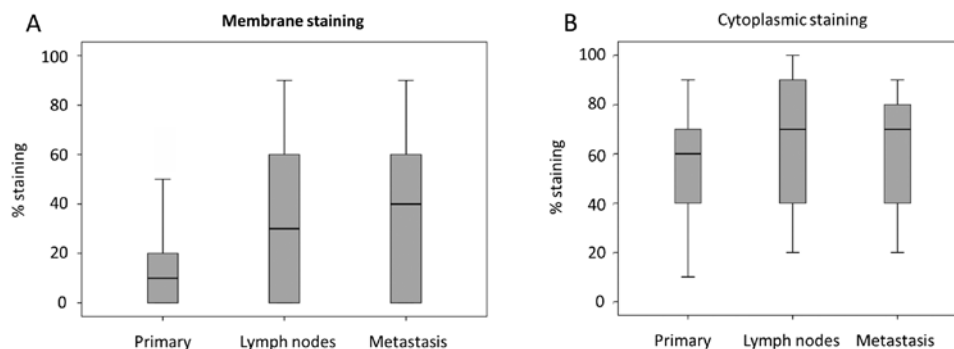 A
Membrane staining
% staining
100
80
60
40
20
0
Primary
Lymph nodes
Metastasis
B
Cytoplasmic staining
% staining
100
80
60
40
20
0
Primary
Lymph nodes
Metastasis